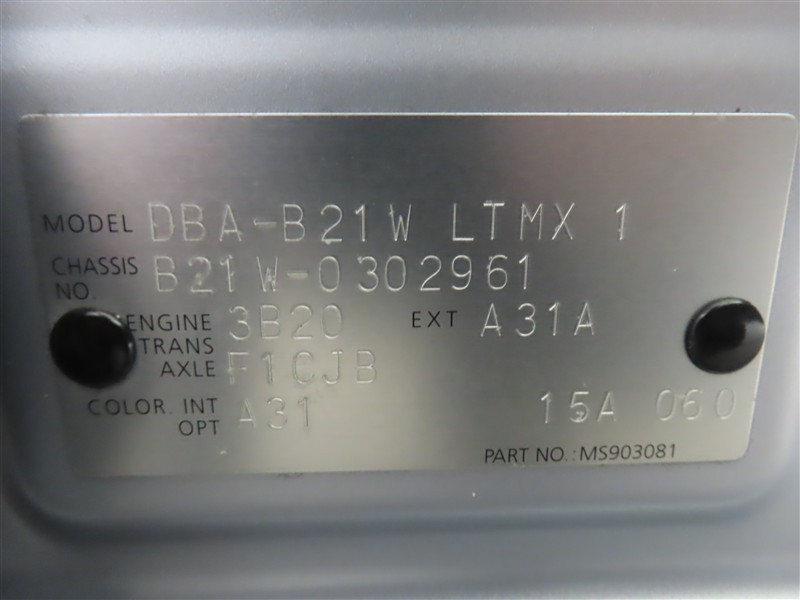 MODEL DBA-B21W LTMX 1
CHASSIS NO. B21W-0302961
ENGINE 3B20 EXT A31A
TRANS AXLE F1CJB
COLOR. INT OPT A31 15A 060
PART NO.:MS903081